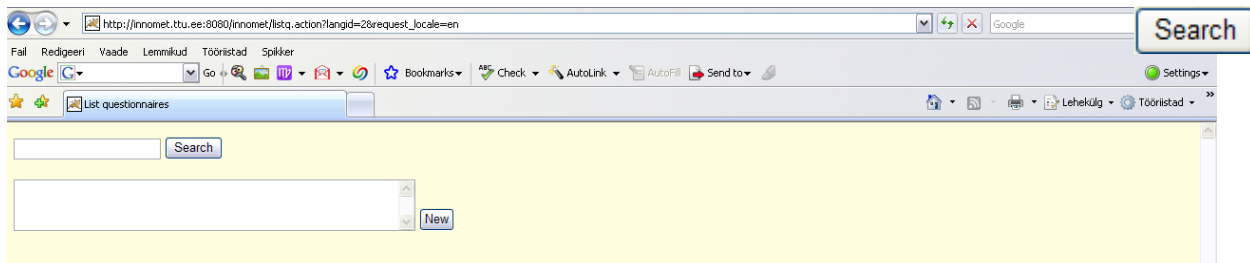 http://innomet.ttu.ee:8080/innomet/listq.action?langid=2&request_locale=en Google
Search
Fail Redigeeri Vaade Lemmikud Tööriistad Spikker
Google G Go Bookmarks ABC Check AutoLink AutoFill Send to Settings
List questionnaires Lehekülg Tööriistad »
Search
New